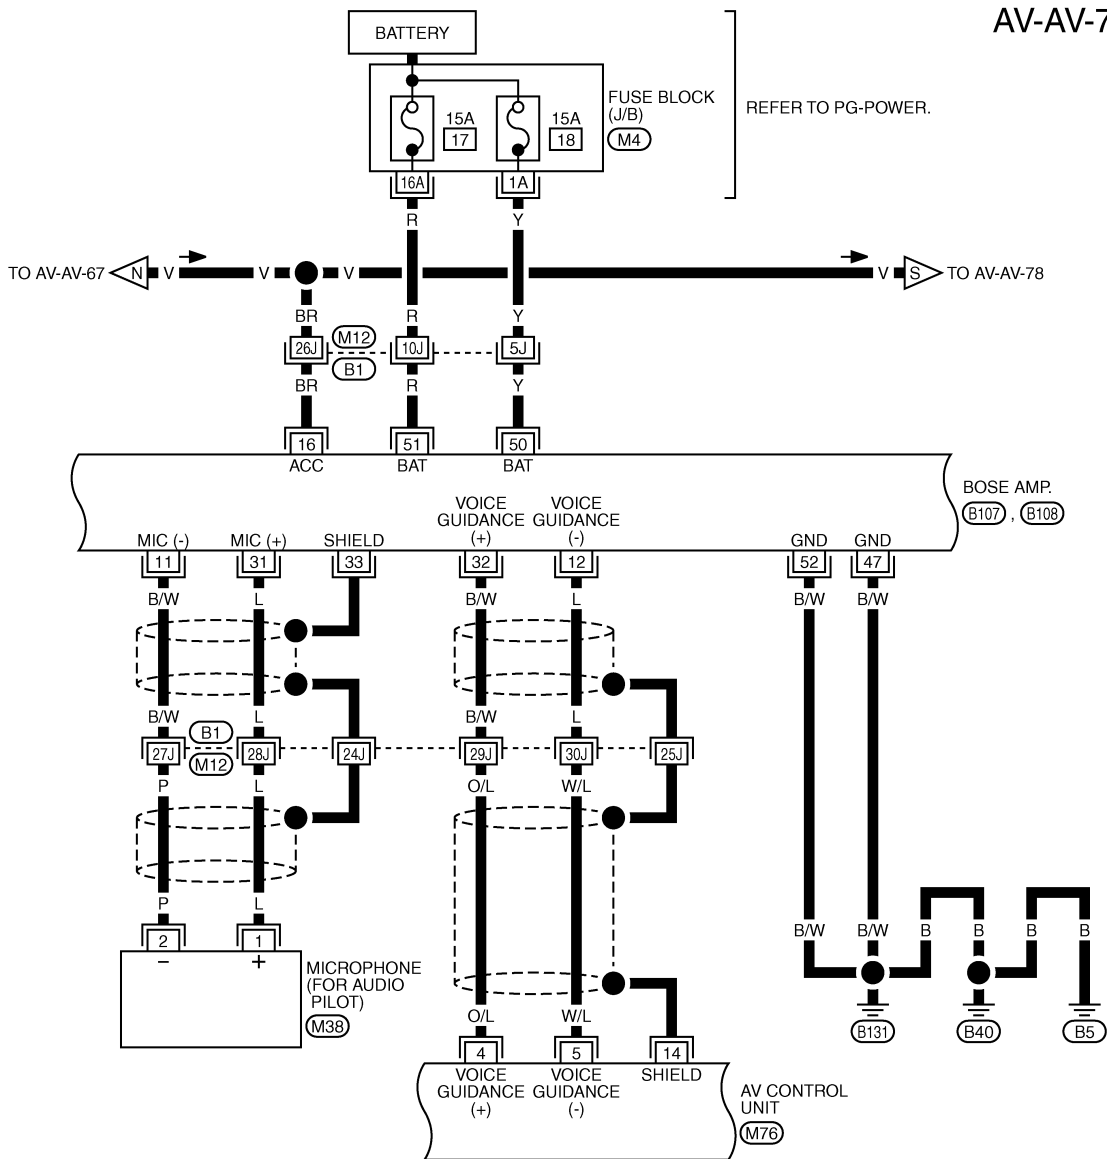 AV-AV-7
BATTERY
FUSE BLOCK
(J/B)
M4
REFER TO PG-POWER.
15A
17
15A
18
16A
1A
R
Y
TO AV-AV-67
N
V
V
V
V
S
TO AV-AV-78
BR
R
Y
M12
26J
10J
5J
B1
BR
R
Y
16
51
50
ACC
BAT
BAT
BOSE AMP.
B107 , B108
VOICE
GUIDANCE
(+)
VOICE
GUIDANCE
(-)
MIC (-)
MIC (+)
SHIELD
GND
GND
11
31
33
32
12
52
47
B/W
L
B/W
L
B/W
B/W
B/W
L
B/W
L
B1
27J
28J
24J
29J
30J
25J
M12
P
L
O/L
W/L
P
L
B/W
B/W
B
B
B
B
2
1
-
+
MICROPHONE
(FOR AUDIO
PILOT)
M38
O/L
W/L
B131
B40
B5
4
5
14
VOICE
GUIDANCE
(+)
VOICE
GUIDANCE
(-)
SHIELD
AV CONTROL
UNIT
M76